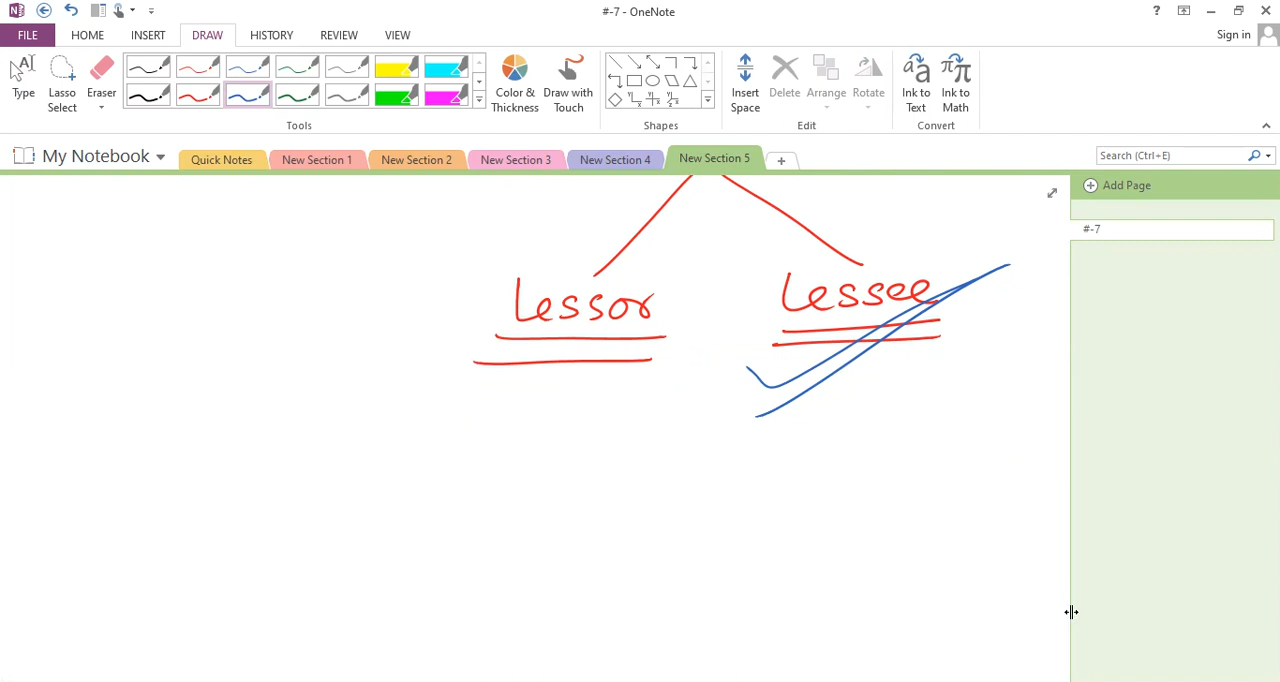 #-7 - OneNote
FILE HOME INSERT DRAW HISTORY REVIEW VIEW Sign in
Type Lasso Select Eraser Color & Thickness Draw with Touch Insert Space Delete Arrange Rotate Ink to Text Ink to Math
Tools Shapes Edit Convert
My Notebook Quick Notes New Section 1 New Section 2 New Section 3 New Section 4 New Section 5 Search (Ctrl+E)
Add Page
#-7
Lessor Lessee